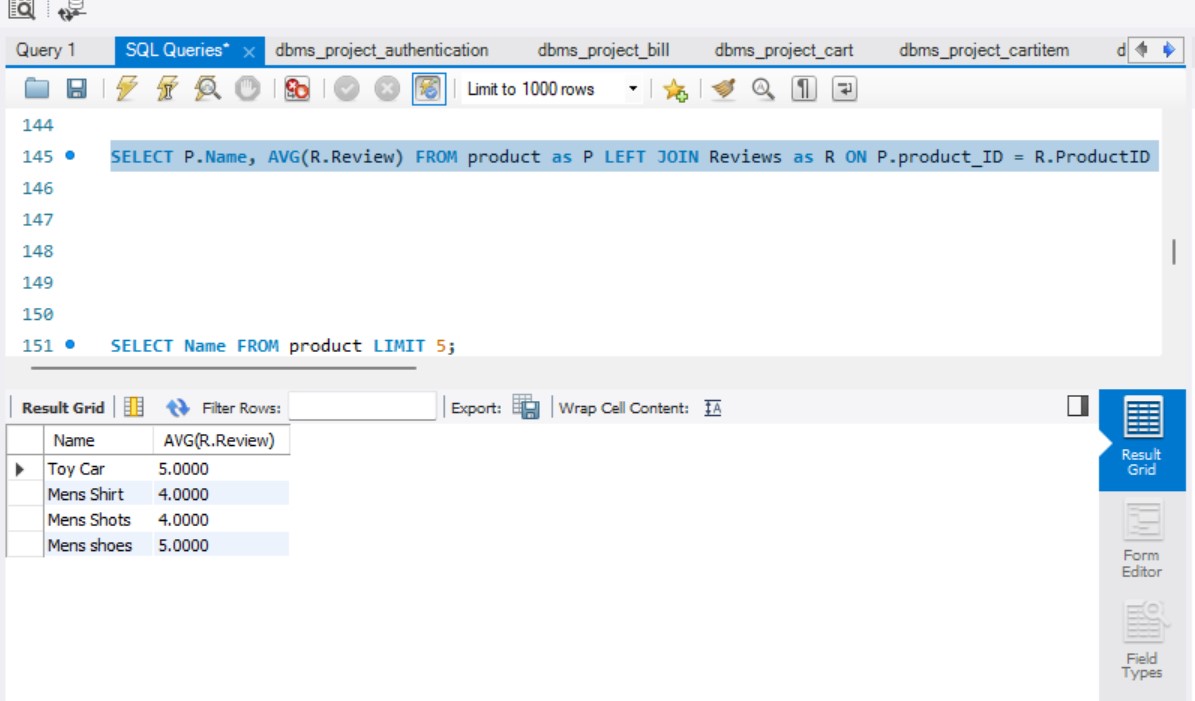 Query 1 SQL Queries* dbms_project_authentication dbms_project_bill dbms_project_cart dbms_project_cartitem d
Limit to 1000 rows
144
145 SELECT P.Name, AVG(R.Review) FROM product as P LEFT JOIN Reviews as R ON P.product_ID = R.ProductID
146
147
148
149
150
151 SELECT Name FROM product LIMIT 5;
Result Grid Filter Rows: Export: Wrap Cell Content: IA
Name AVG(R.Review)
Toy Car 5.0000
Mens Shirt 4.0000
Mens Shots 4.0000
Mens shoes 5.0000
Result
Grid
Form
Editor
Field
Types